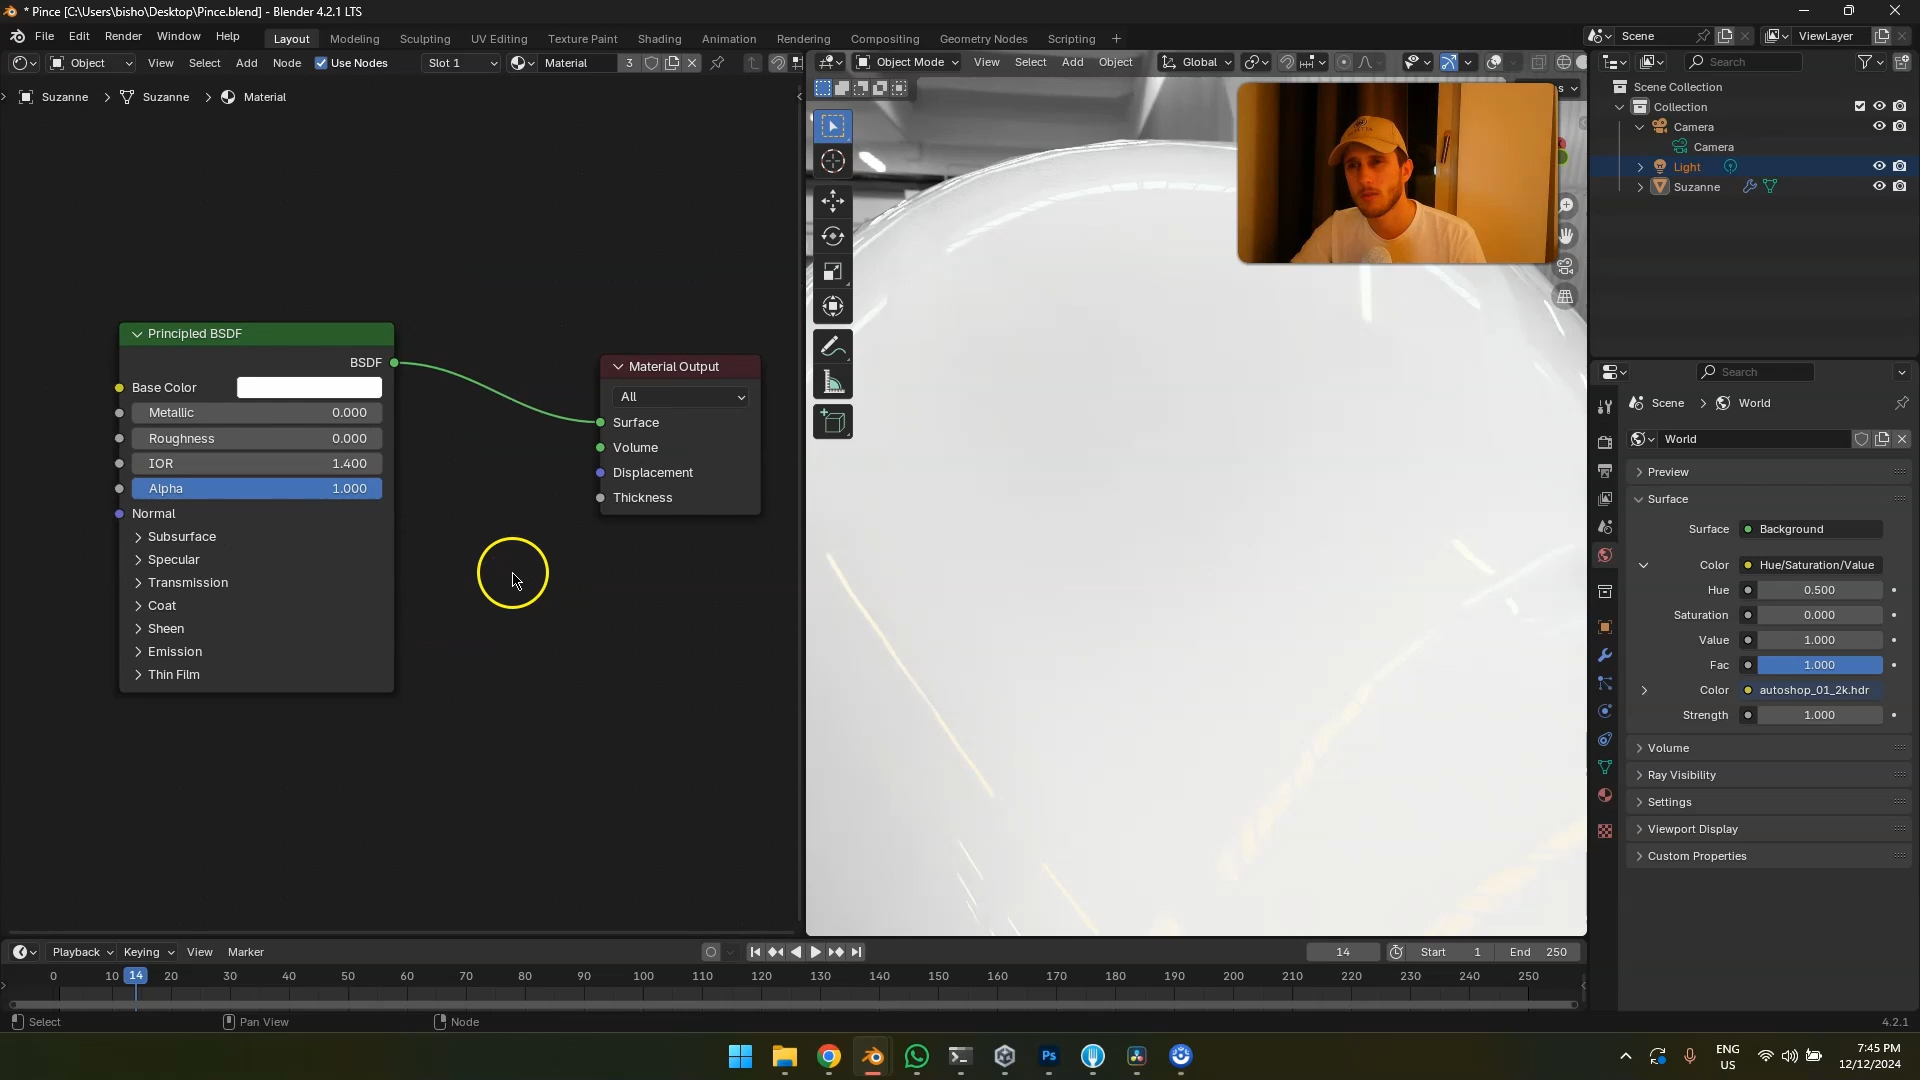 * Pince [C:\Users\bisho\Desktop\Pince.blend] - Blender 4.2.1 LTS
File Edit Render Window Help Layout Modeling Sculpting UV Editing Texture Paint Shading Animation Rendering Compositing Geometry Nodes Scripting + Scene ViewLayer
Object View Select Add Node Use Nodes Slot 1 Material 3
Object Mode View Select Add Object Global
Search
Suzanne > Suzanne > Material
Scene Collection
Collection
Camera
Camera
Light
Suzanne
Principled BSDF
BSDF
Base Color
Metallic 0.000
Roughness 0.000
IOR 1.400
Alpha 1.000
Normal
Subsurface
Specular
Transmission
Coat
Sheen
Emission
Thin Film
Material Output
All
Surface
Volume
Displacement
Thickness
Search
Scene > World
World
Preview
Surface
Surface Background
Color Hue/Saturation/Value
Hue 0.500
Saturation 0.000
Value 1.000
Fac 1.000
Color autoshop_01_2k.hdr
Strength 1.000
Volume
Ray Visibility
Settings
Viewport Display
Custom Properties
Playback Keying View Marker 14 Start 1 End 250
0 10 14 20 30 40 50 60 70 80 90 100 110 120 130 140 150 160 170 180 190 200 210 220 230 240 250
Select Pan View Node 4.2.1
Ps
ENG
US
7:45 PM
12/12/2024